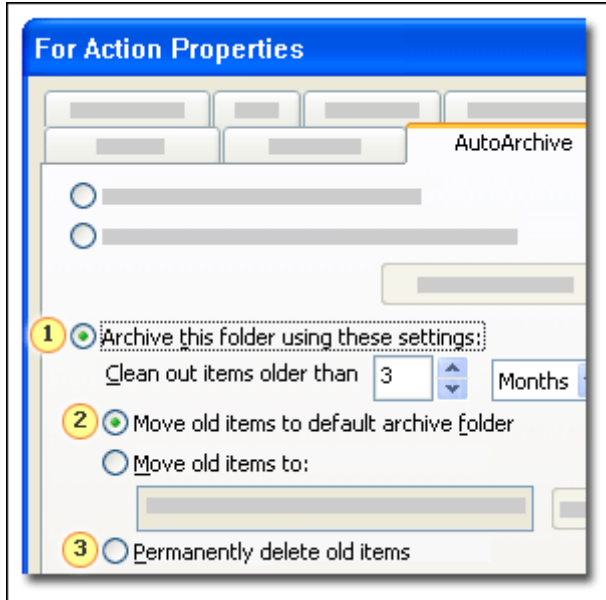 For Action Properties
AutoArchive
1 Archive this folder using these settings:
Clean out items older than 3 Months
2 Move old items to default archive folder
Move old items to:
3 Permanently delete old items